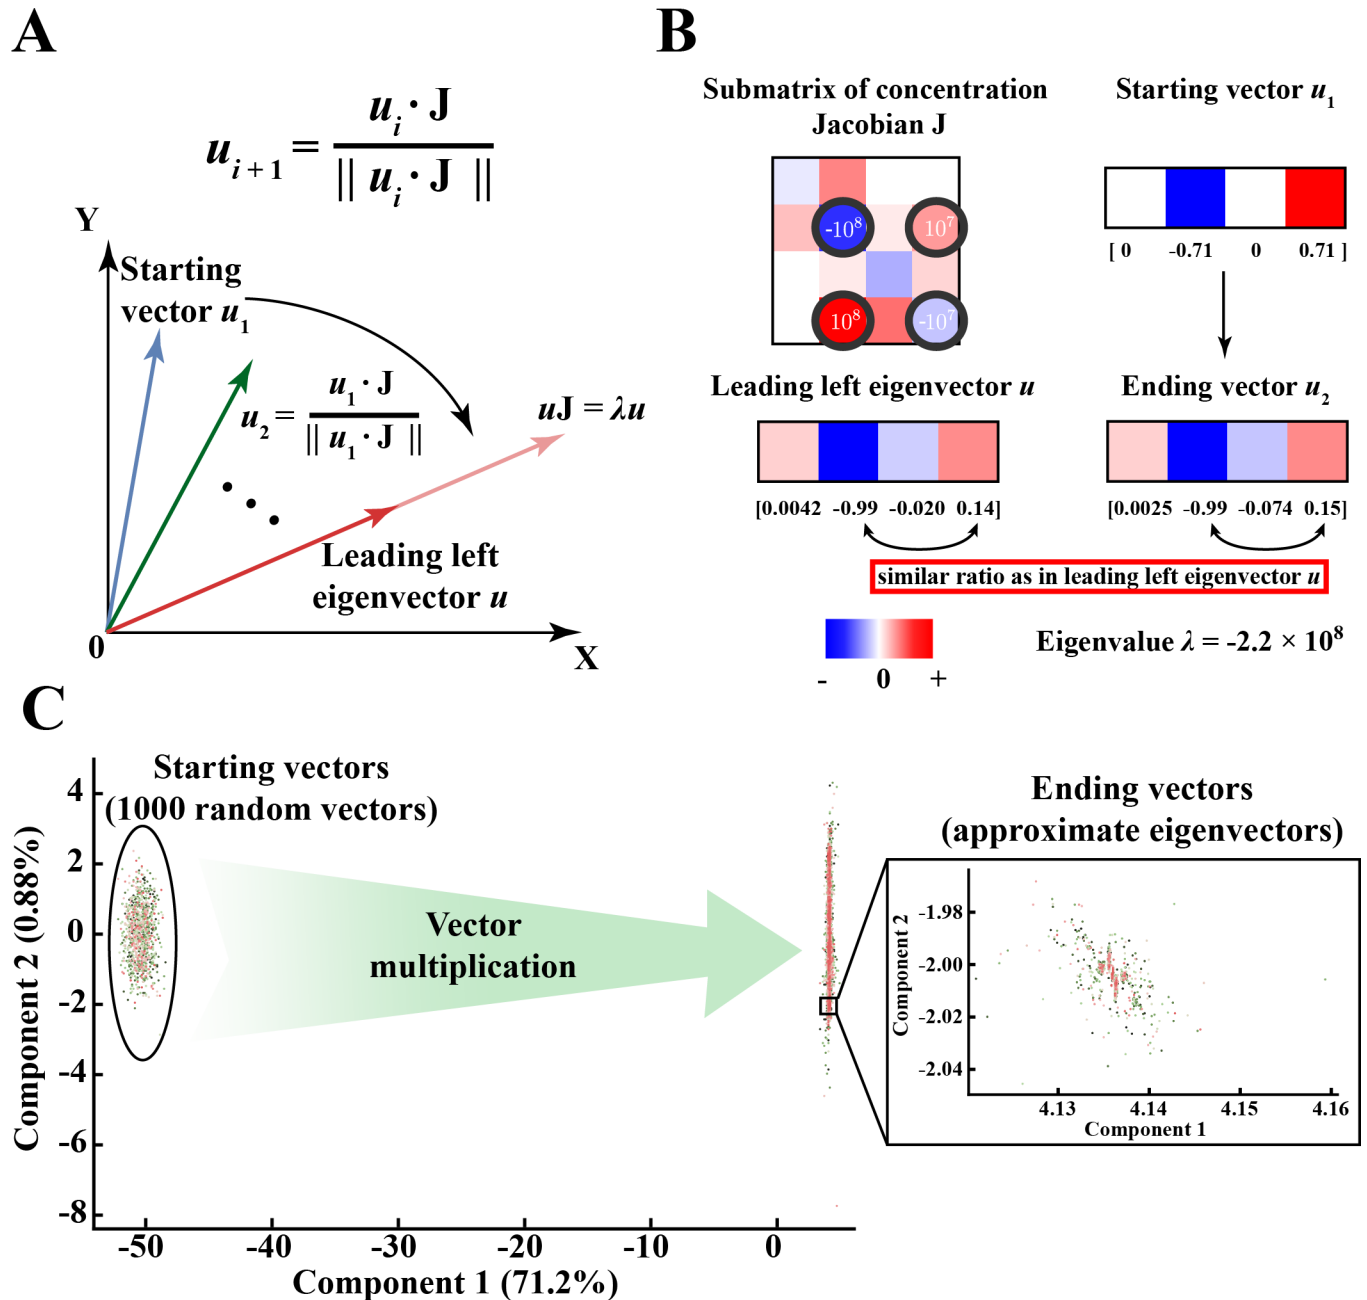 A
u_{i+1} = \frac{u_i · J}{|| u_i · J ||}
Y
Starting
vector u_1
u_2 = \frac{u_1 · J}{|| u_1 · J ||}
uJ = λu
Leading left
eigenvector u
0
X
B
Submatrix of concentration
Jacobian J
-10^8
10^7
10^8
-10^7
Starting vector u_1
[ 0 -0.71 0 0.71 ]
Leading left eigenvector u
[0.0042 -0.99 -0.020 0.14]
Ending vector u_2
[0.0025 -0.99 -0.074 0.15]
similar ratio as in leading left eigenvector u
- 0 +
Eigenvalue λ = -2.2 × 10^8
C
Starting vectors
(1000 random vectors)
Vector
multiplication
Ending vectors
(approximate eigenvectors)
Component 2 (0.88%)
4
2
0
-2
-4
-6
-8
-50 -40 -30 -20 -10 0
Component 1 (71.2%)
Component 2
-1.98
-2.00
-2.02
-2.04
4.13 4.14 4.15 4.16
Component 1